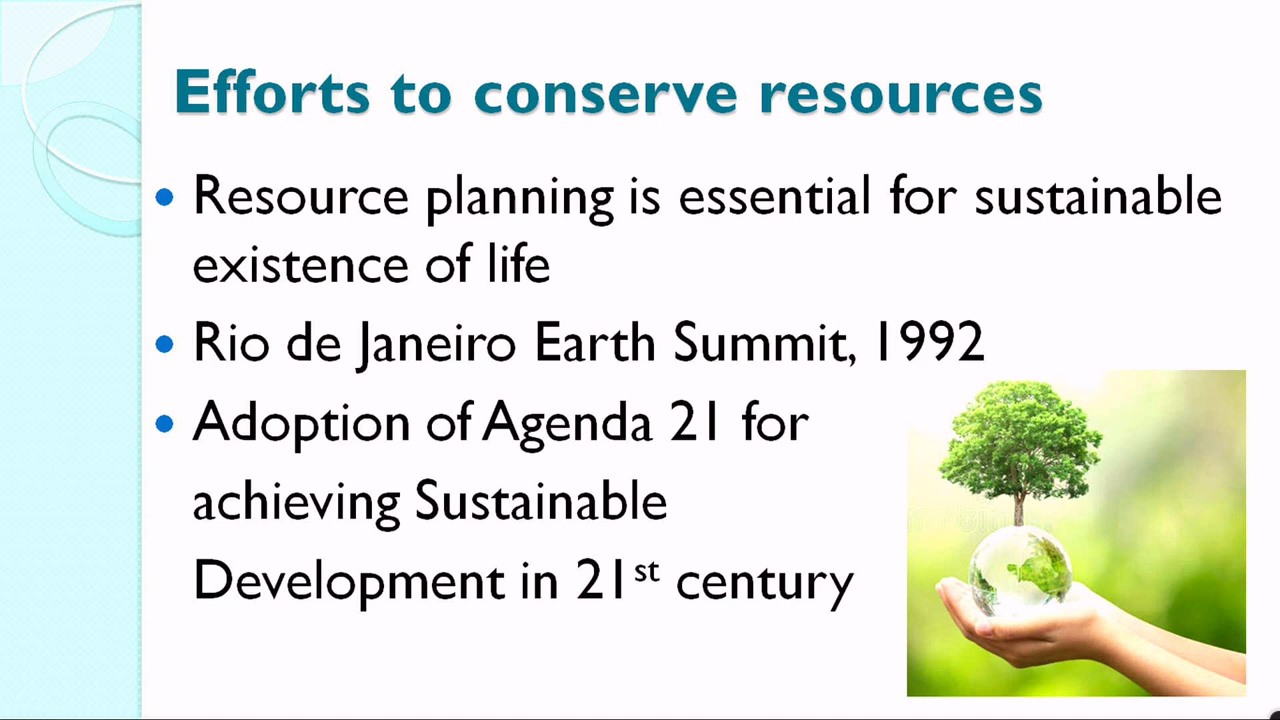 Efforts to conserve resources
• Resource planning is essential for sustainable
existence of life
• Rio de Janeiro Earth Summit, 1992
• Adoption of Agenda 21 for
achieving Sustainable
Development in 21st century